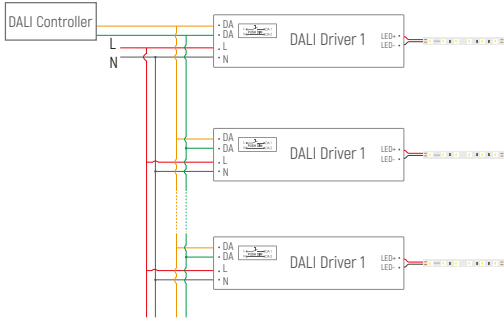 DALI Controller
L
N
DA
DA
L
N
DALI Driver 1
LED+
LED-
DA
DA
L
N
DALI Driver 1
LED+
LED-
DA
DA
L
N
DALI Driver 1
LED+
LED-